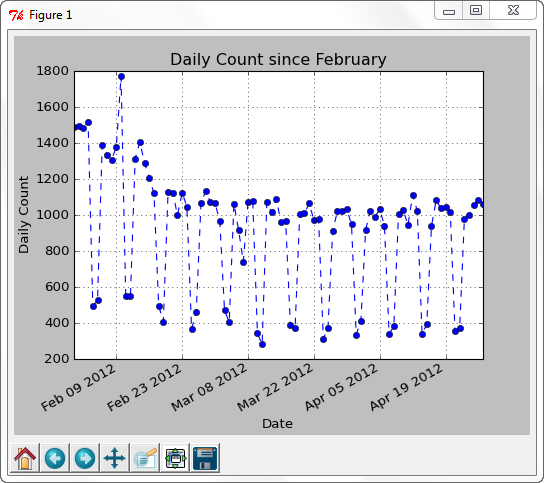 Figure 1
Daily Count since February
Daily Count
1800
1600
1400
1200
1000
800
600
400
200
Feb 09 2012
Feb 23 2012
Mar 08 2012
Mar 22 2012
Apr 05 2012
Apr 19 2012
Date